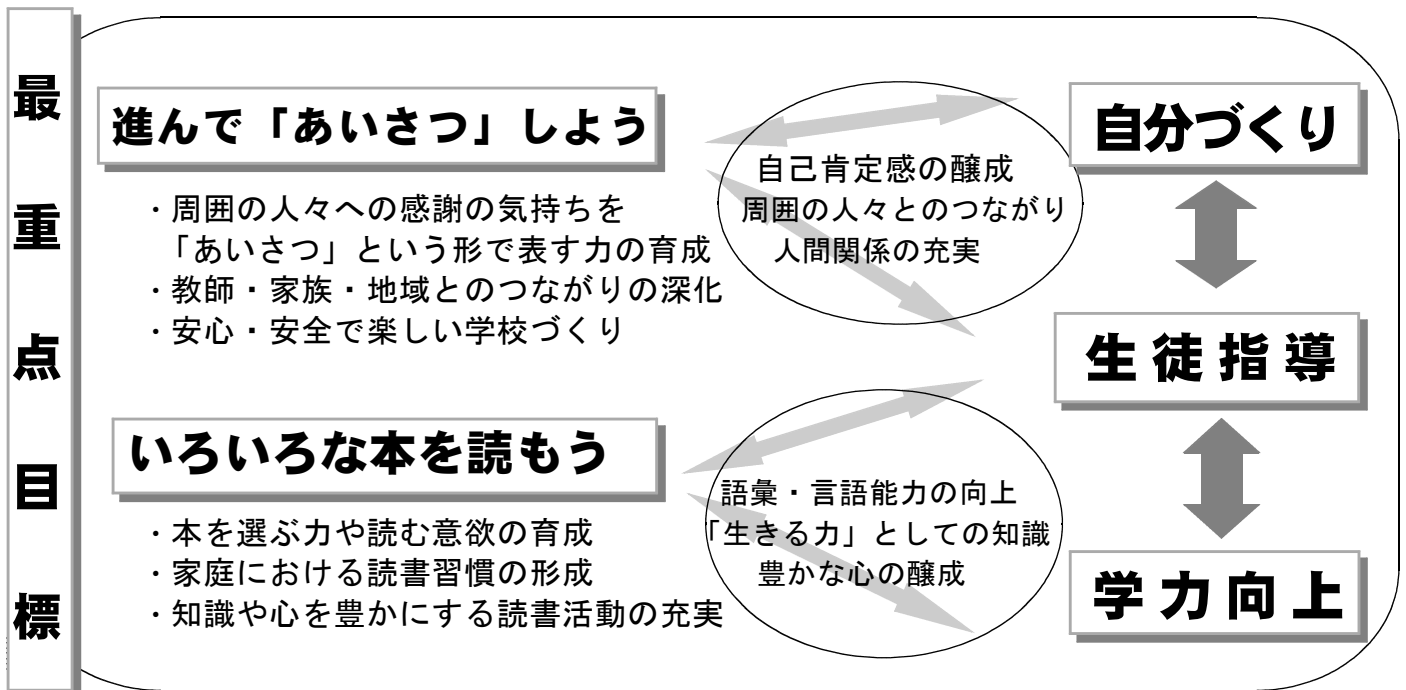 最重点目標
進んで「あいさつ」しよう
・周囲の人々への感謝の気持ちを
「あいさつ」という形で表す力の育成
・教師・家族・地域とのつながりの深化
・安心・安全で楽しい学校づくり
自己肯定感の醸成
周囲の人々とのつながり
人間関係の充実
自分づくり
生徒指導
いろいろな本を読もう
・本を選ぶ力や読む意欲の育成
・家庭における読書習慣の形成
・知識や心を豊かにする読書活動の充実
語彙・言語能力の向上
「生きる力」としての知識
豊かな心の醸成
学力向上